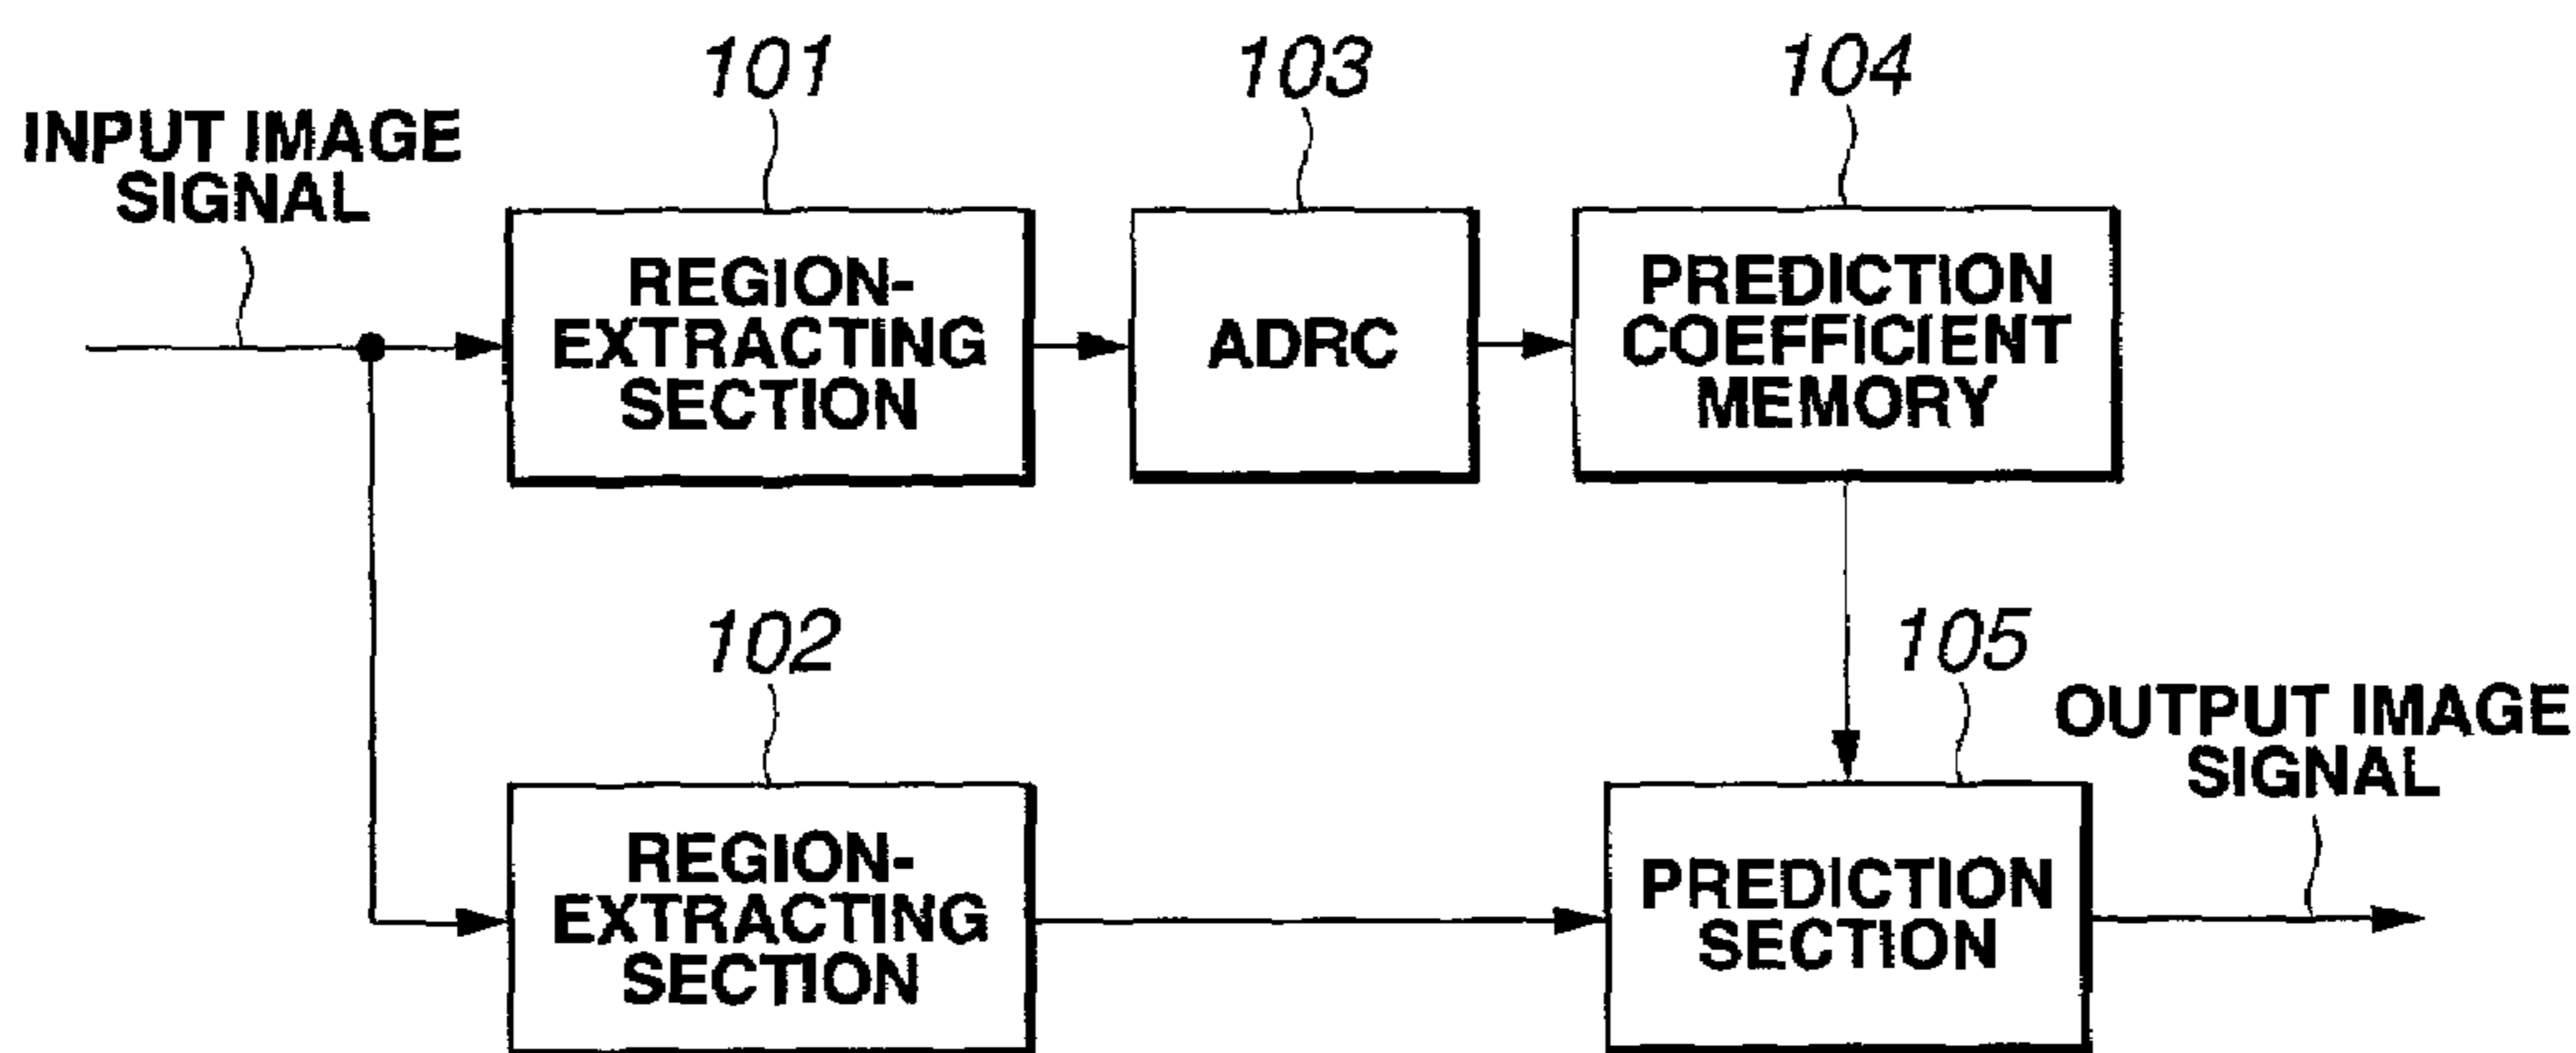 101
103
104
INPUT IMAGE
SIGNAL
REGION-
EXTRACTING
SECTION
ADRC
PREDICTION
COEFFICIENT
MEMORY
102
105
OUTPUT IMAGE
SIGNAL
REGION-
EXTRACTING
SECTION
PREDICTION
SECTION